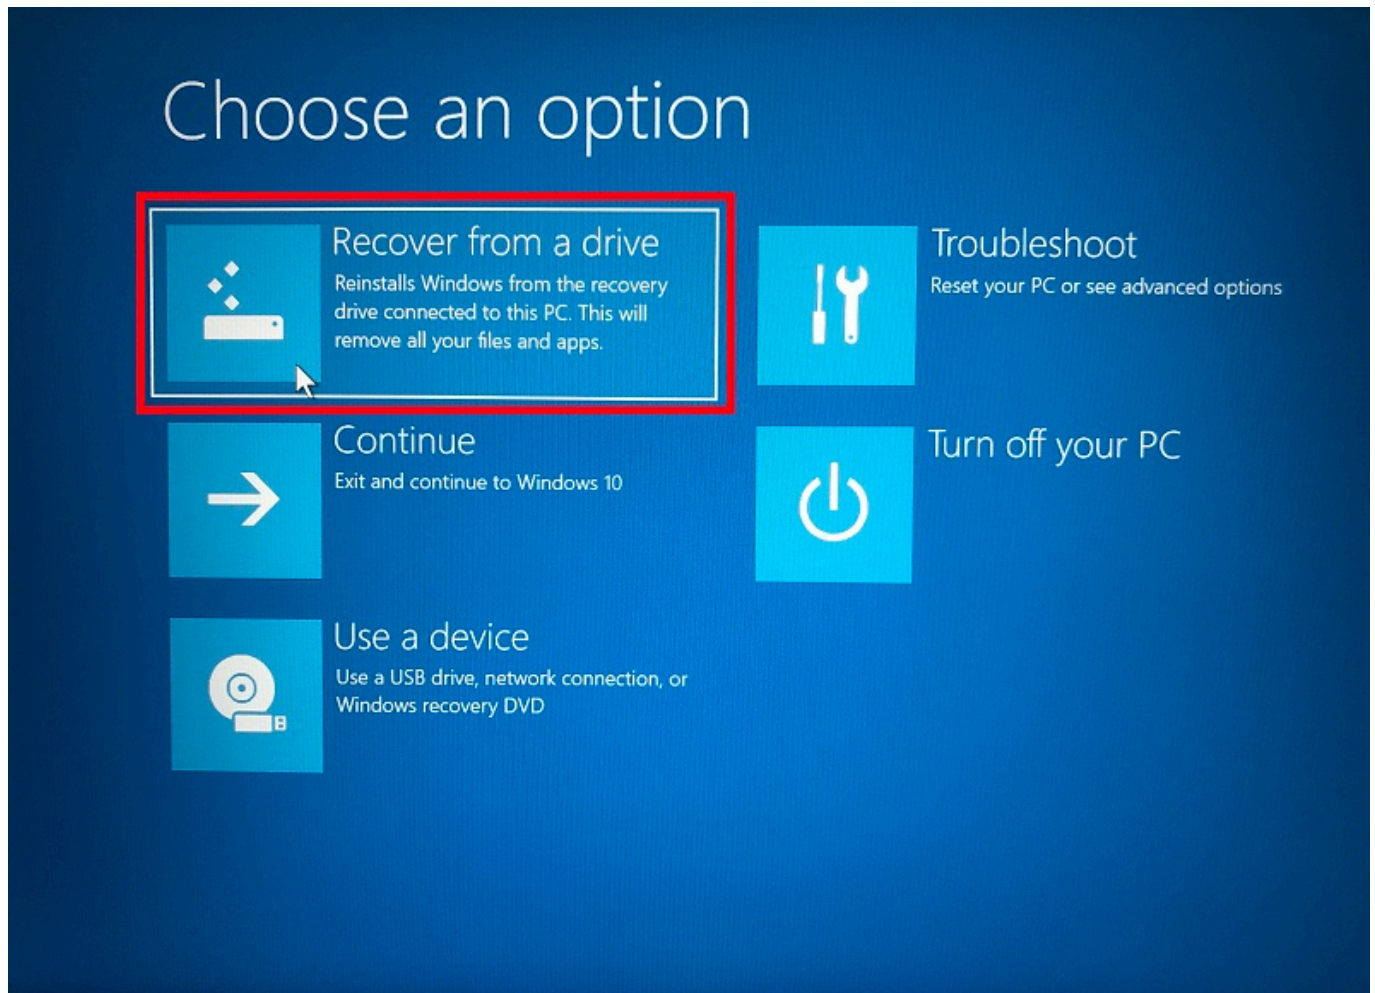 Choose an option
Recover from a drive
Reinstalls Windows from the recovery
drive connected to this PC. This will
remove all your files and apps.
Continue
Exit and continue to Windows 10
Use a device
Use a USB drive, network connection, or
Windows recovery DVD
Troubleshoot
Reset your PC or see advanced options
Turn off your PC